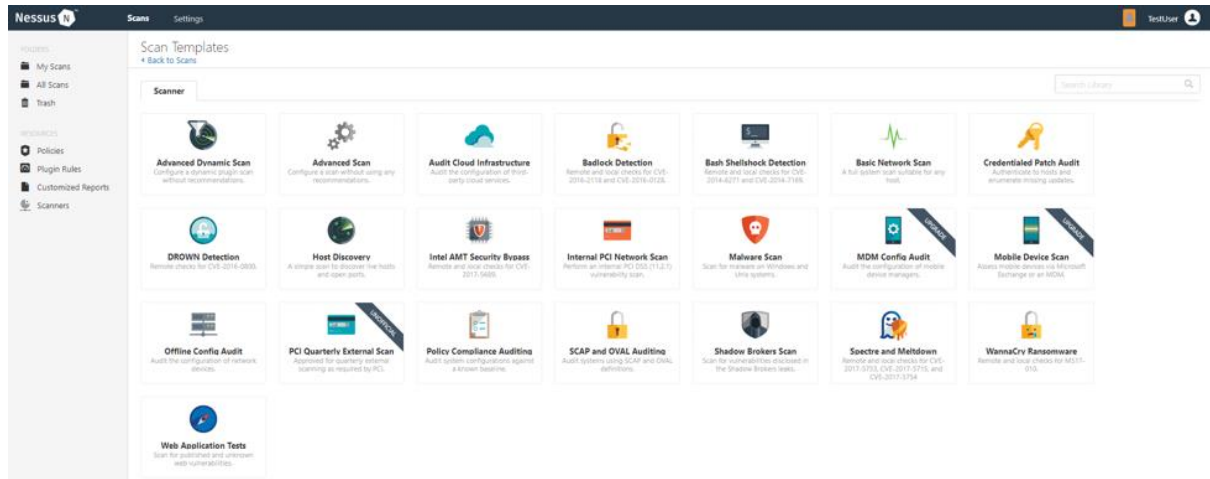 Nessus N
Scans
Settings
TestUser
FOLDERS
My Scans
All Scans
Trash
RESOURCES
Policies
Plugin Rules
Customized Reports
Scanners
Scan Templates
Back to Scans
Scanner
Search Library
Advanced Dynamic Scan
Configure a dynamic plugin scan
without recommendations.
Advanced Scan
Configure a scan without using any
recommendations.
Audit Cloud Infrastructure
Audit the configuration of third-
party cloud services.
Badlock Detection
Remote and local checks for CVE-
2016-2118 and CVE-2016-0128.
Bash Shellshock Detection
Remote and local checks for CVE-
2014-6271 and CVE-2014-7169.
Basic Network Scan
A full system scan suitable for any
host.
Credentialed Patch Audit
Authenticate to hosts and
enumerate missing updates.
DROWN Detection
Remote checks for CVE-2016-0800.
Host Discovery
A simple scan to discover live hosts
and open ports.
Intel AMT Security Bypass
Remote and local checks for CVE-
2017-5689.
Internal PCI Network Scan
Perform an internal PCI DSS (11.2.1)
vulnerability scan.
Malware Scan
Scan for malware on Windows and
Unix systems.
UPGRADE
MDM Config Audit
Audit the configuration of mobile
device managers.
UPGRADE
Mobile Device Scan
Assess mobile devices via Microsoft
Exchange or an MDM.
Offline Config Audit
Audit the configuration of network
devices.
UNOFFICIAL
PCI Quarterly External Scan
Approved for quarterly external
scanning as required by PCI.
Policy Compliance Auditing
Audit system configurations against
a known baseline.
SCAP and OVAL Auditing
Audit systems using SCAP and OVAL
definitions.
Shadow Brokers Scan
Scan for vulnerabilities disclosed in
the Shadow Brokers leaks.
Spectre and Meltdown
Remote and local checks for CVE-
2017-5753, CVE-2017-5715, and
CVE-2017-5754
WannaCry Ransomware
Remote and local checks for MS17-
010.
Web Application Tests
Scan for published and unknown
web vulnerabilities.